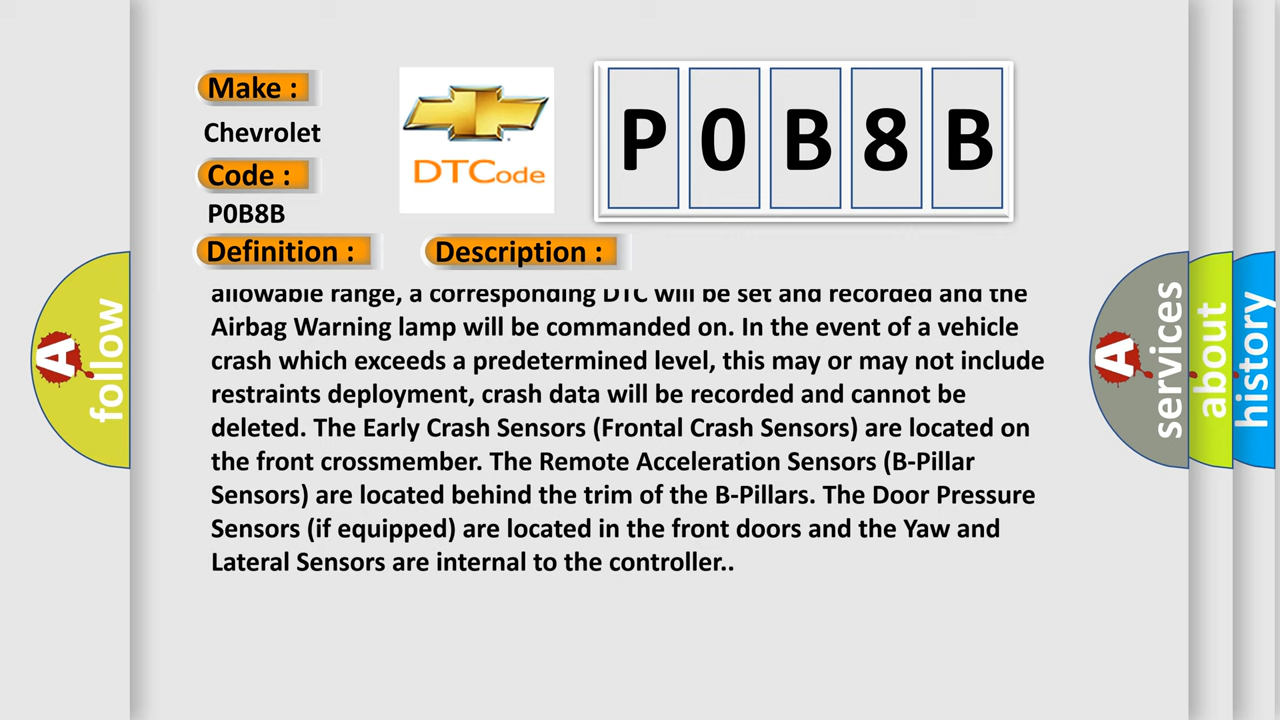 Make :
Chevrolet
Code :
P0B8B
DTCode
P0B8B
Definition :
Description :
allowable range, a corresponding DTC will be set and recorded and the
Airbag Warning lamp will be commanded on. In the event of a vehicle
crash which exceeds a predetermined level, this may or may not include
restraints deployment, crash data will be recorded and cannot be
deleted. The Early Crash Sensors (Frontal Crash Sensors) are located on
the front crossmember. The Remote Acceleration Sensors (B-Pillar
Sensors) are located behind the trim of the B-Pillars. The Door Pressure
Sensors (if equipped) are located in the front doors and the Yaw and
Lateral Sensors are internal to the controller..
A
follow
A
services
about
history